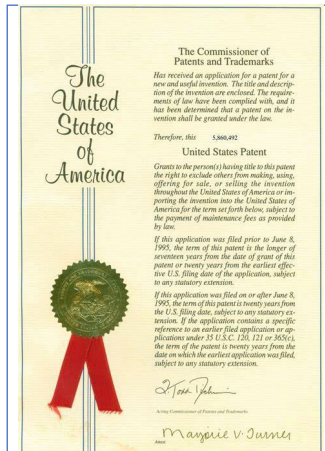 The
United
States
of
America
The Commissioner of
Patents and Trademarks
Has received an application for a patent for a
new and useful invention. The title and descrip-
tion of the invention are enclosed. The require-
ments of law have been complied with, and it
has been determined that a patent on the in-
vention shall be granted under the law.
Therefore, this 5,860,492
United States Patent
Grants to the person(s) having title to this patent
the right to exclude others from making, using,
offering for sale, or selling the invention
throughout the United States of America or im-
porting the invention into the United States of
America for the term set forth below, subject to
the payment of maintenance fees as provided
by law.
If this application was filed prior to June 8,
1995, the term of this patent is the longer of
seventeen years from the date of grant of this
patent or twenty years from the earliest effec-
tive U.S. filing date of the application, subject to
any statutory extension.
If this application was filed on or after June 8,
1995, the term of this patent is twenty years from
the U.S. filing date, subject to any statutory ex-
tension. If the application contains a specific
reference to an earlier filed application or ap-
plications under 35 U.S.C. 120, 121 or 365(c),
the term of the patent is twenty years from the
date on which the earliest application was filed,
subject to any statutory extension.
Acting Commissioner of Patents and Trademarks
Marjorie V. Turner
Attest